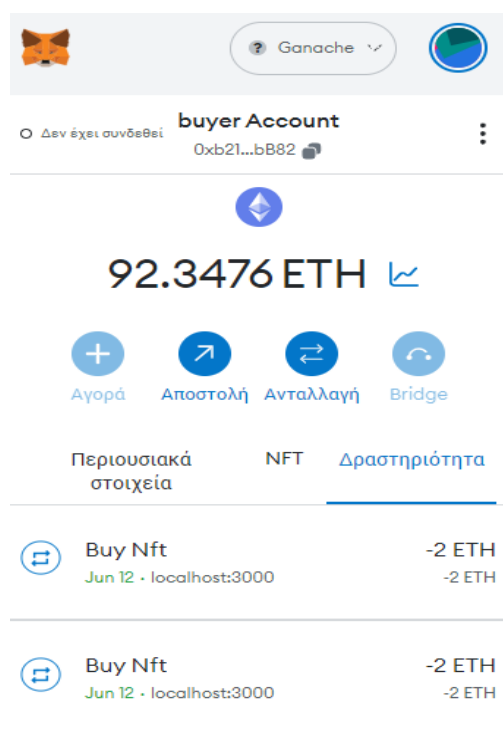 ? Ganache
Δεν έχει συνδεθεί
buyer Account
0xb21...bB82
92.3476 ETH
Αγορά Αποστολή Ανταλλαγή Bridge
Περιουσιακά στοιχεία NFT Δραστηριότητα
Buy Nft -2 ETH
Jun 12 · localhost:3000 -2 ETH
Buy Nft -2 ETH
Jun 12 · localhost:3000 -2 ETH